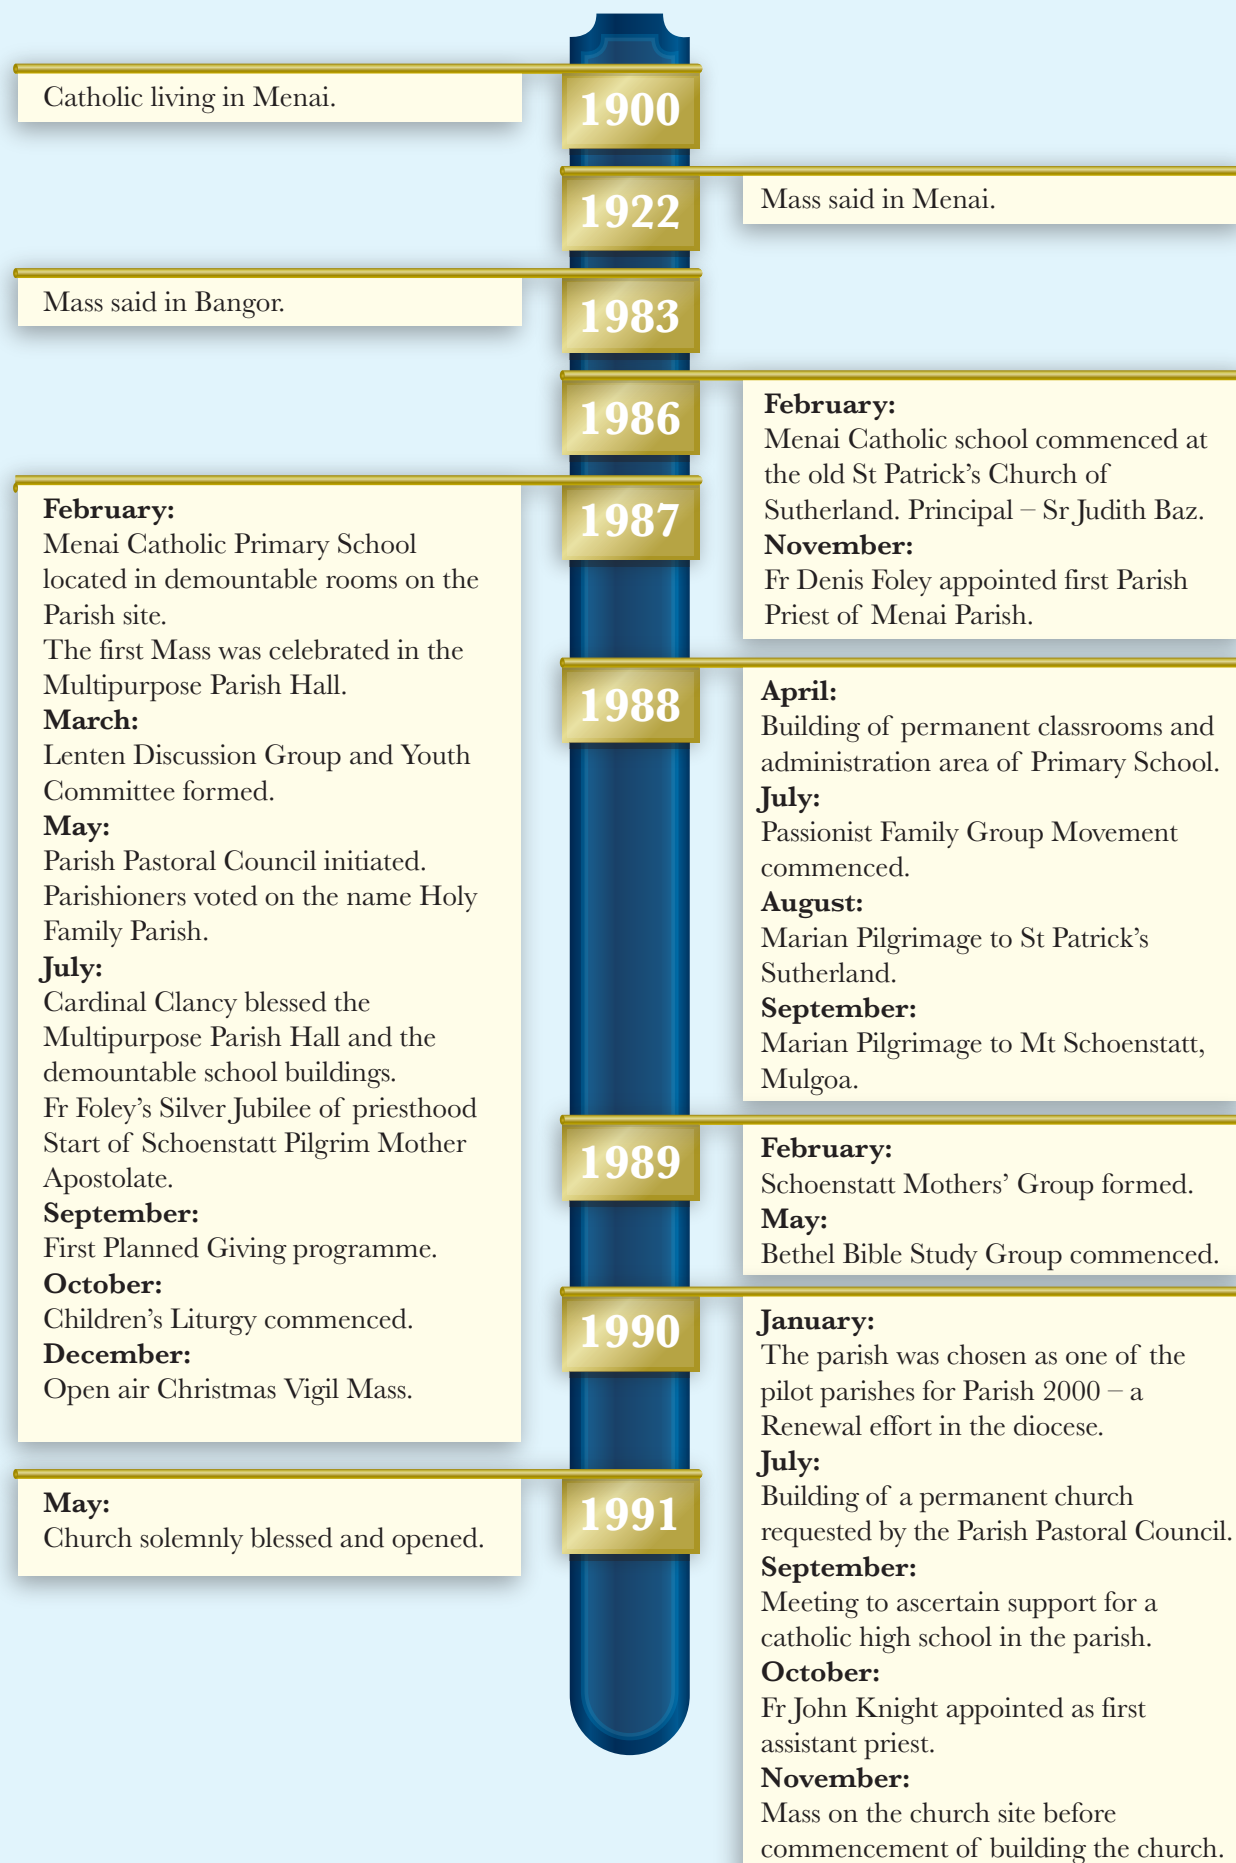 1900
Catholic living in Menai.
1922
Mass said in Menai.
1983
Mass said in Bangor.
1986
February:
Menai Catholic school commenced at
the old St Patrick’s Church of
Sutherland. Principal – Sr Judith Baz.
November:
Fr Denis Foley appointed first Parish
Priest of Menai Parish.
1987
February:
Menai Catholic Primary School
located in demountable rooms on the
Parish site.
The first Mass was celebrated in the
Multipurpose Parish Hall.
March:
Lenten Discussion Group and Youth
Committee formed.
May:
Parish Pastoral Council initiated.
Parishioners voted on the name Holy
Family Parish.
July:
Cardinal Clancy blessed the
Multipurpose Parish Hall and the
demountable school buildings.
Fr Foley’s Silver Jubilee of priesthood
Start of Schoenstatt Pilgrim Mother
Apostolate.
September:
First Planned Giving programme.
October:
Children’s Liturgy commenced.
December:
Open air Christmas Vigil Mass.
1988
April:
Building of permanent classrooms and
administration area of Primary School.
July:
Passionist Family Group Movement
commenced.
August:
Marian Pilgrimage to St Patrick’s
Sutherland.
September:
Marian Pilgrimage to Mt Schoenstatt,
Mulgoa.
1989
February:
Schoenstatt Mothers’ Group formed.
May:
Bethel Bible Study Group commenced.
1990
January:
The parish was chosen as one of the
pilot parishes for Parish 2000 – a
Renewal effort in the diocese.
July:
Building of a permanent church
requested by the Parish Pastoral Council.
September:
Meeting to ascertain support for a
catholic high school in the parish.
October:
Fr John Knight appointed as first
assistant priest.
November:
Mass on the church site before
commencement of building the church.
1991
May:
Church solemnly blessed and opened.